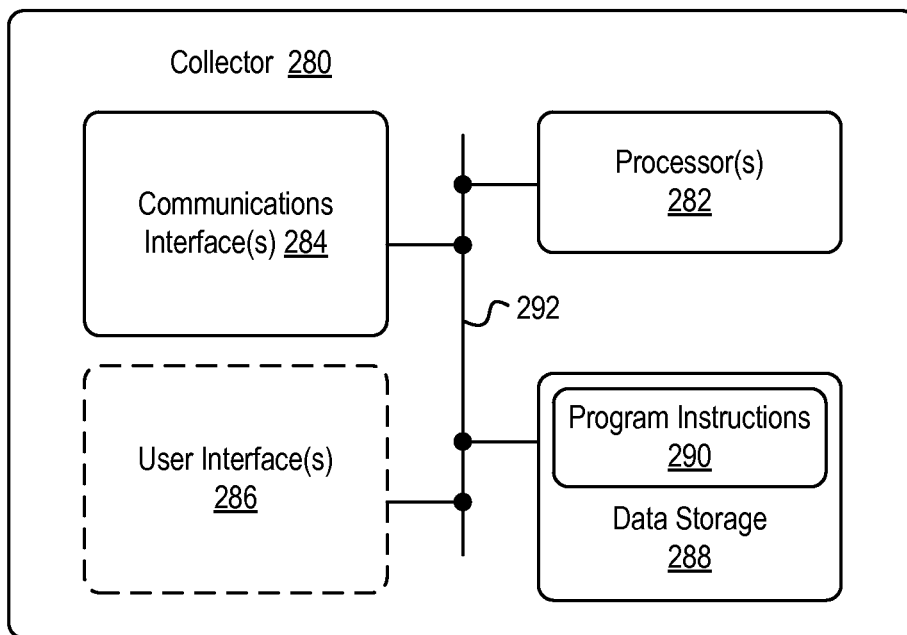 Collector 280
Communications
Interface(s) 284
Processor(s)
282
292
User Interface(s)
286
Program Instructions
290
Data Storage
288